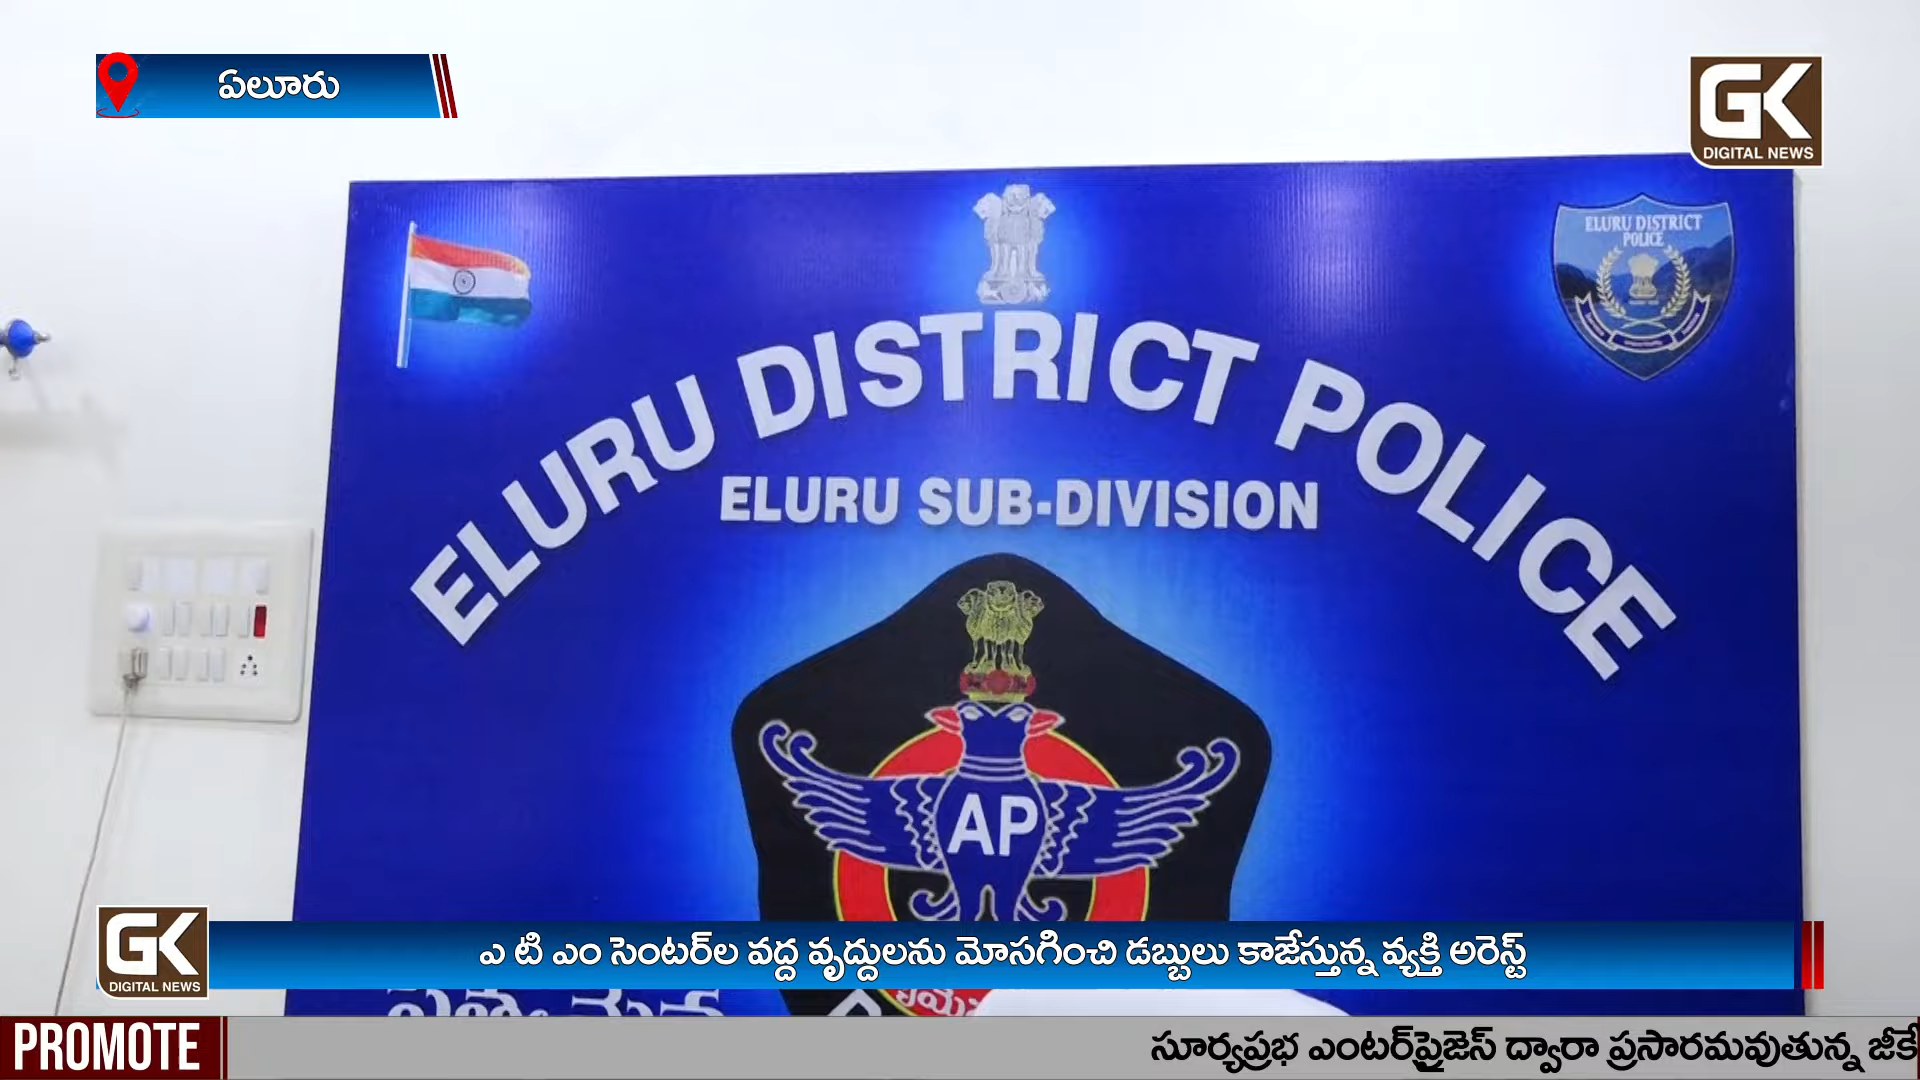 ఏలూరు
GK
DIGITAL NEWS
ELURU DISTRICT
POLICE
ELURU DISTRICT POLICE
ELURU SUB-DIVISION
AP
GK
DIGITAL NEWS
ఎ టి ఎం సెంటర్‌ల వద్ద వృద్దులను మోసగించి డబ్బులు కాజేస్తున్న వ్యక్తి అరెస్ట్
PROMOTE
సూర్యప్రభ ఎంటర్‌ప్రైజెస్ ద్వారా ప్రసారమవుతున్న జీకే